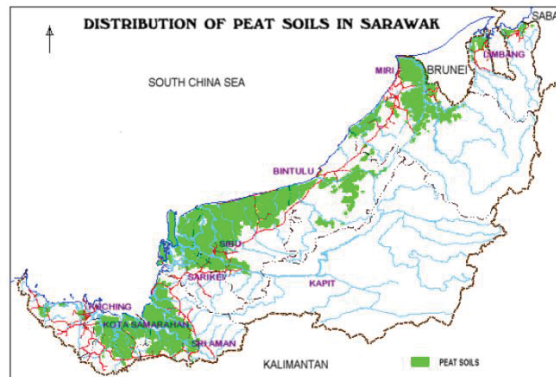 DISTRIBUTION OF PEAT SOILS IN SARAWAK
SABA
LIMBANG
BRUNEI
MIRI
SOUTH CHINA SEA
BINTULU
SIBU
SARIKEI
KAPIT
KUCHING
KOTA SAMARAHAN
SRI AMAN
KALIMANTAN
PEAT SOILS